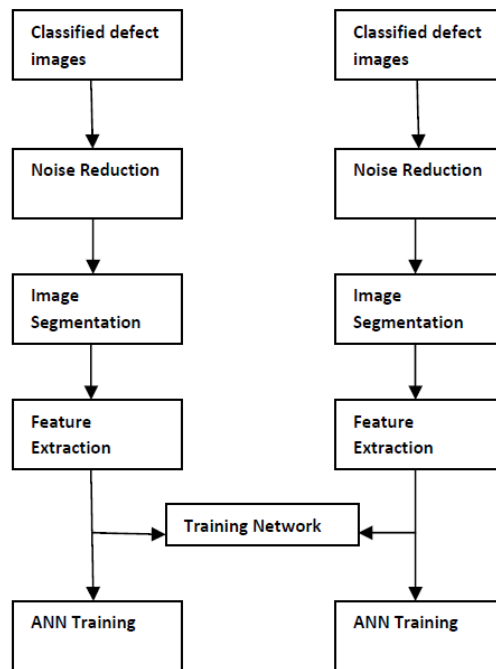 Classified defect
images
Noise Reduction
Image
Segmentation
Feature
Extraction
Classified defect
images
Noise Reduction
Image
Segmentation
Feature
Extraction
Training Network
ANN Training
ANN Training